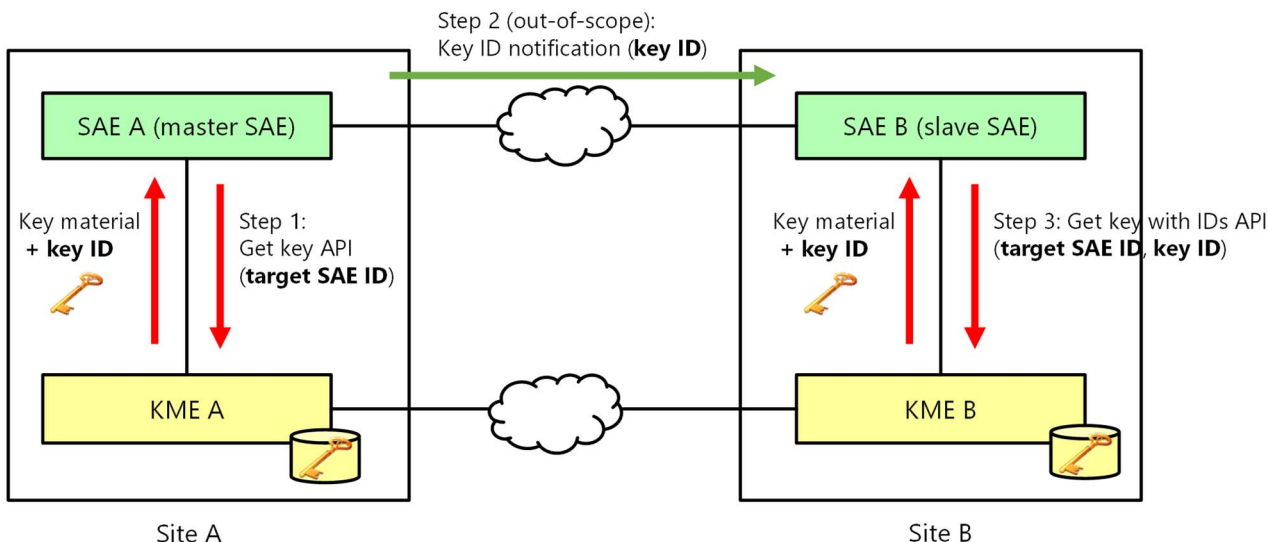 Step 2 (out-of-scope):
Key ID notification (key ID)
SAE A (master SAE)
SAE B (slave SAE)
Key material
+ key ID
Step 1:
Get key API
(target SAE ID)
Key material
+ key ID
Step 3: Get key with IDs API
(target SAE ID, key ID)
KME A
KME B
Site A
Site B